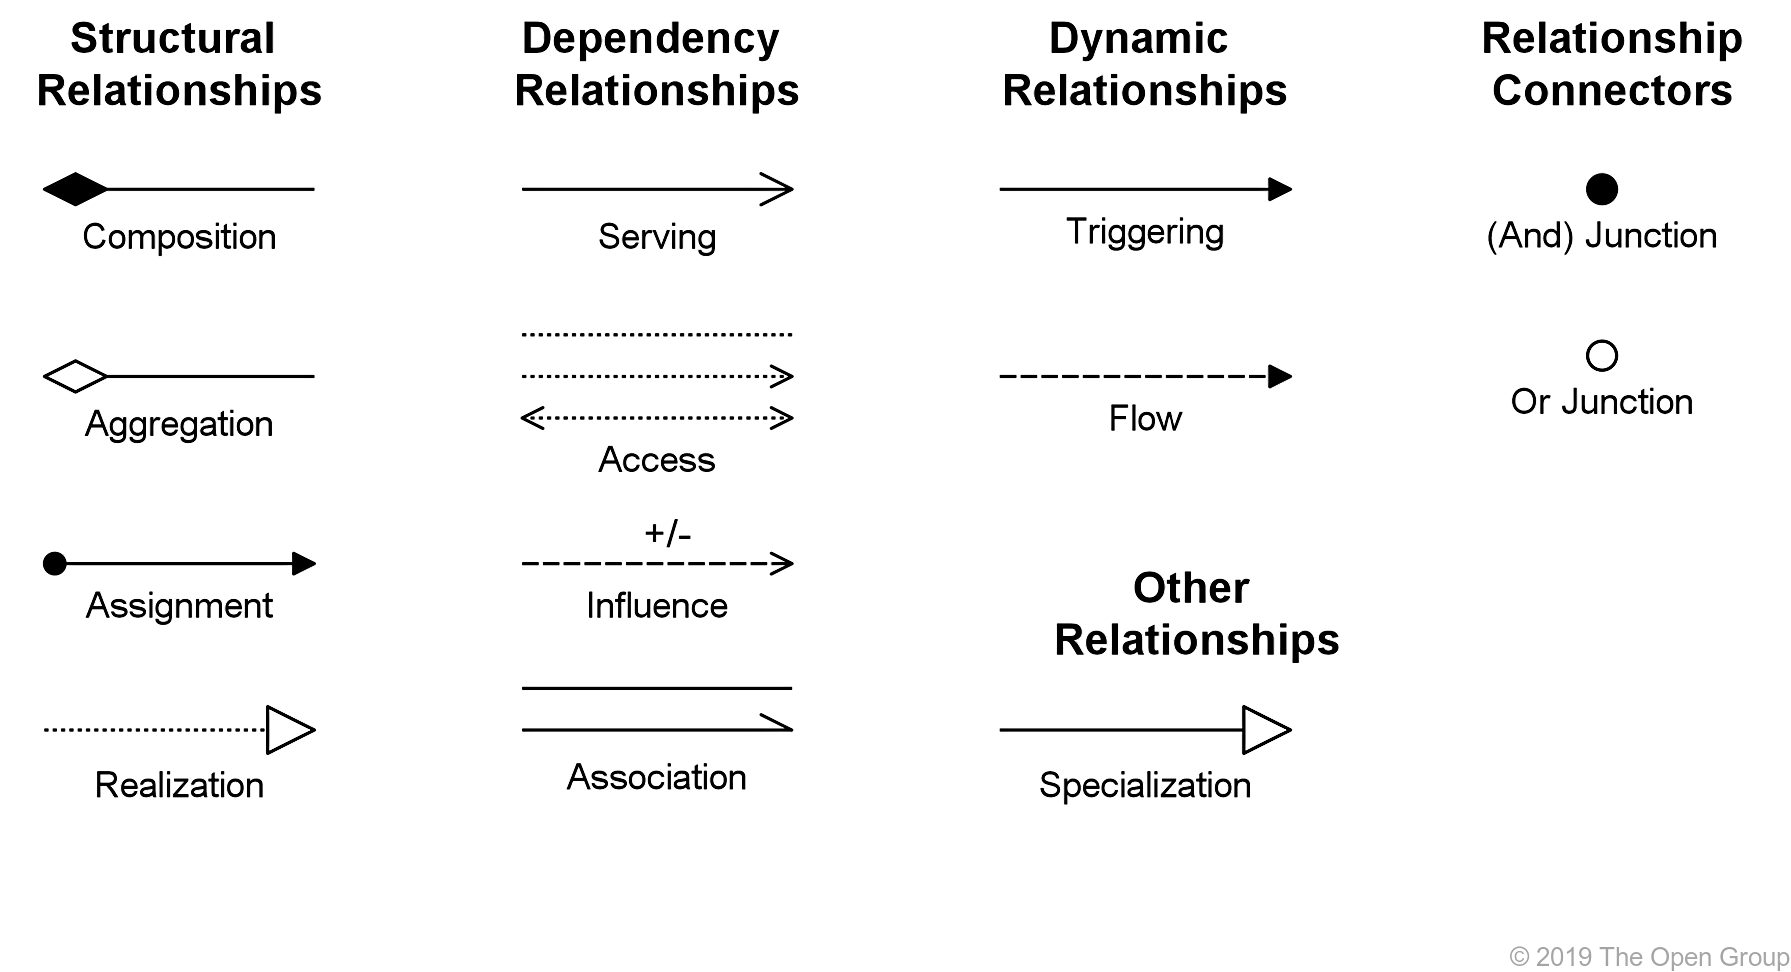 Structural
Relationships
Composition
Aggregation
Assignment
Realization
Dependency
Relationships
Serving
Access
+/-
Influence
Association
Dynamic
Relationships
Triggering
Flow
Other
Relationships
Specialization
Relationship
Connectors
(And) Junction
Or Junction
© 2019 The Open Group